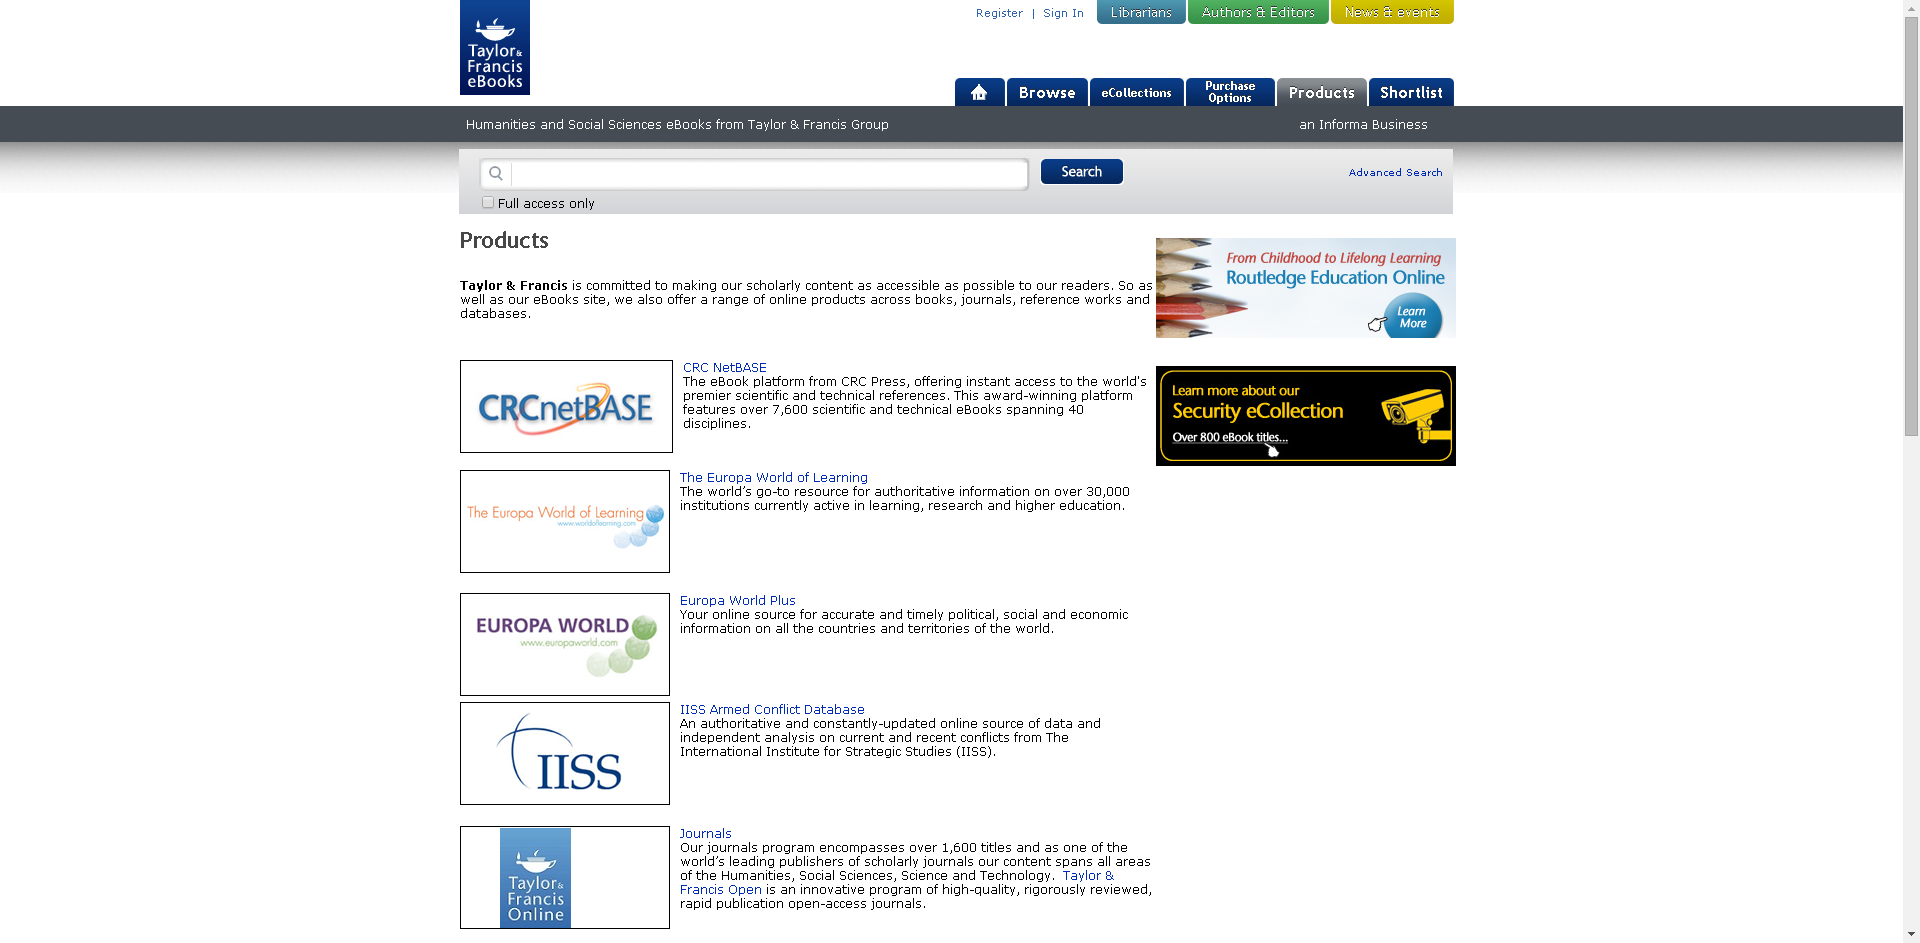 Taylor &
Francis
eBooks
Register | Sign In
Librarians
Authors & Editors
News & events
Browse
eCollections
Purchase
Options
Products
Shortlist
Humanities and Social Sciences eBooks from Taylor & Francis Group
an Informa Business
Search
Advanced Search
Full access only
Products
Taylor & Francis is committed to making our scholarly content as accessible as possible to our readers. So as
well as our eBooks site, we also offer a range of online products across books, journals, reference works and
databases.
From Childhood to Lifelong Learning
Routledge Education Online
Learn
More
Learn more about our
Security eCollection
Over 800 eBook titles...
CRCnetBASE
CRC NetBASE
The eBook platform from CRC Press, offering instant access to the world's
premier scientific and technical references. This award-winning platform
features over 7,600 scientific and technical eBooks spanning 40
disciplines.
The Europa World of Learning
www.worldoflearning.com
The Europa World of Learning
The world’s go-to resource for authoritative information on over 30,000
institutions currently active in learning, research and higher education.
EUROPA WORLD
www.europaworld.com
Europa World Plus
Your online source for accurate and timely political, social and economic
information on all the countries and territories of the world.
IISS
IISS Armed Conflict Database
An authoritative and constantly-updated online source of data and
independent analysis on current and recent conflicts from The
International Institute for Strategic Studies (IISS).
Taylor &
Francis
Online
Journals
Our journals program encompasses over 1,600 titles and as one of the
world’s leading publishers of scholarly journals our content spans all areas
of the Humanities, Social Sciences, Science and Technology.  Taylor &
Francis Open is an innovative program of high-quality, rigorously reviewed,
rapid publication open-access journals.